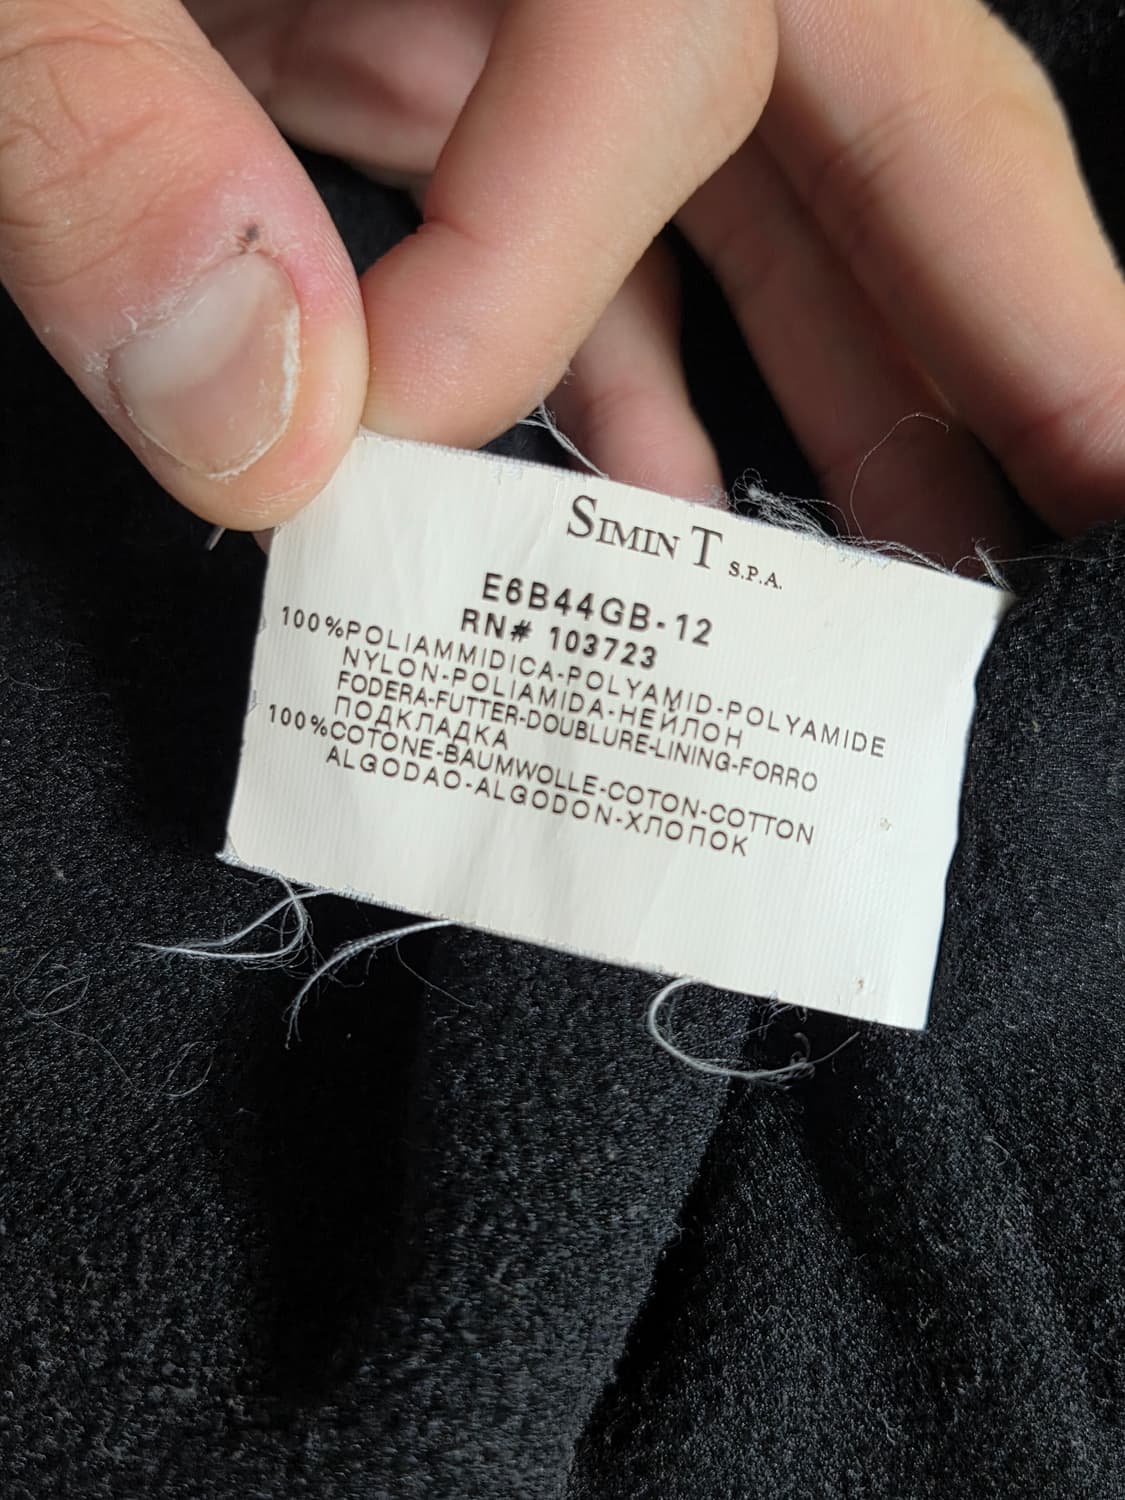 SIMIN T S.P.A.
E6B44GB-12
RN# 103723
100%POLIAMMIDICA-POLYAMID-POLYAMIDE
NYLON-POLIAMIDA-НЕЙЛОН
FODERA-FUTTER-DOUBLURE-LINING-FORRO
ПОДКЛАДКА
100%COTONE-BAUMWOLLE-COTON-COTTON
ALGODAO-ALGODON-ХЛОПОК